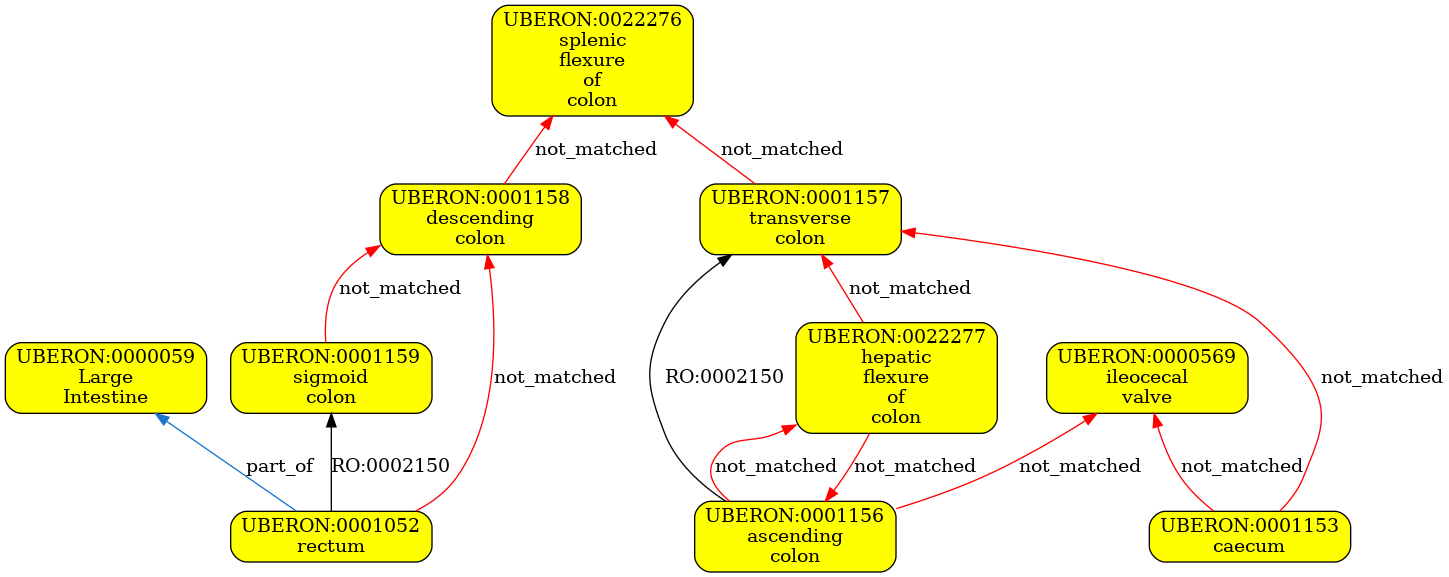 UBERON:0022276
splenic
flexure
of
colon
not_matched
not_matched
UBERON:0001158
descending
colon
UBERON:0001157
transverse
colon
not_matched
not_matched
UBERON:0000059
Large
Intestine
UBERON:0001159
sigmoid
colon
not_matched
RO:0002150
UBERON:0022277
hepatic
flexure
of
colon
UBERON:0000569
ileocecal
valve
not_matched
part_of
RO:0002150
not_matched
not_matched
not_matched
not_matched
UBERON:0001052
rectum
UBERON:0001156
ascending
colon
UBERON:0001153
caecum